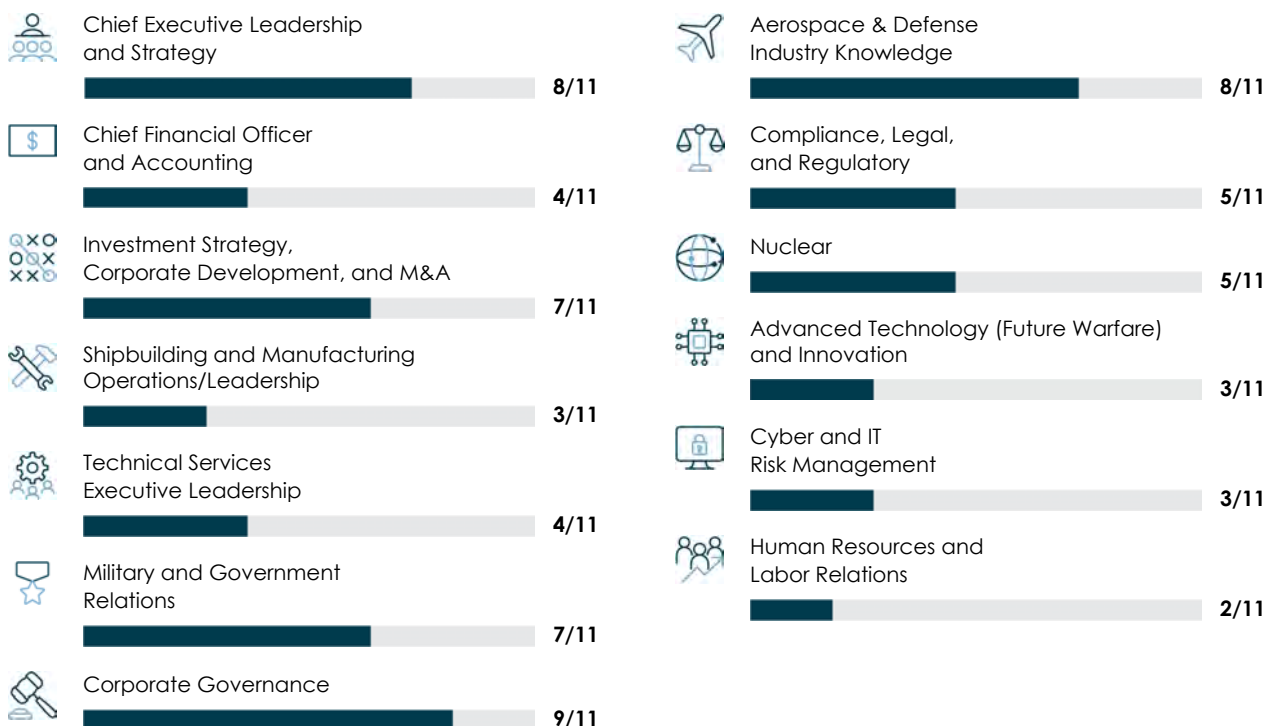 Chief Executive Leadership
and Strategy
8/11
Chief Financial Officer
and Accounting
$
4/11
Investment Strategy,
Corporate Development, and M&A
7/11
Shipbuilding and Manufacturing
Operations/Leadership
3/11
Technical Services
Executive Leadership
4/11
Military and Government
Relations
7/11
Corporate Governance
9/11
Aerospace & Defense
Industry Knowledge
8/11
Compliance, Legal,
and Regulatory
5/11
Nuclear
5/11
Advanced Technology (Future Warfare)
and Innovation
3/11
Cyber and IT
Risk Management
3/11
Human Resources and
Labor Relations
2/11